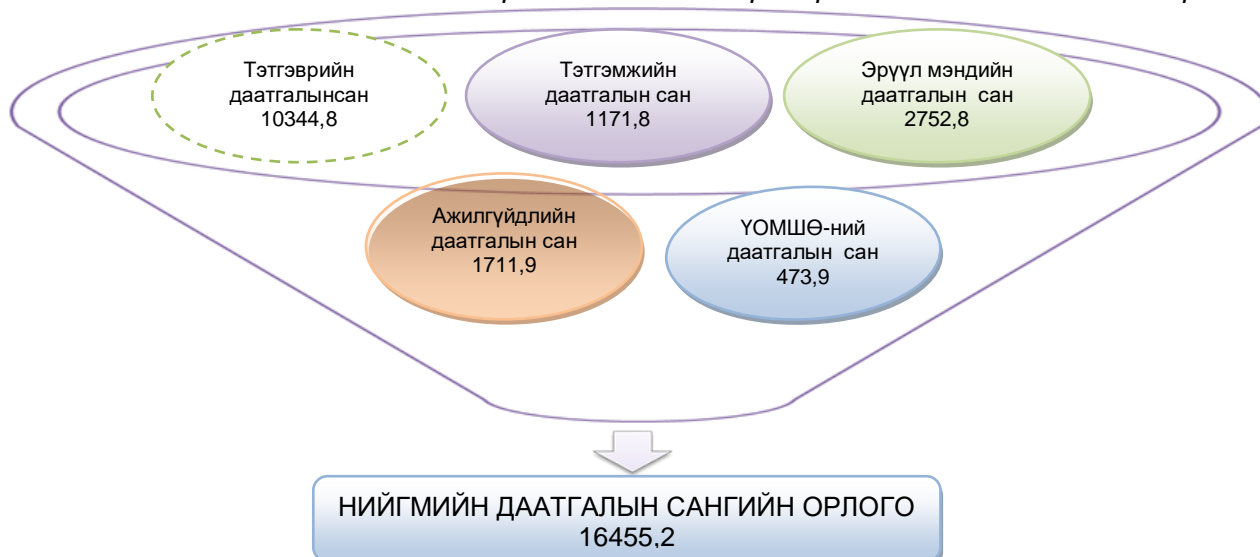 Тэтгэврийн
даатгалынсан
10344,8
Тэтгэмжийн
даатгалын сан
1171,8
Эрүүл мэндийн
даатгалын сан
2752,8
Ажилгүйдлийн
даатгалын сан
1711,9
ҮОМШӨ-ний
даатгалын сан
473,9
НИЙГМИЙН ДААТГАЛЫН САНГИЙН ОРЛОГО
16455,2